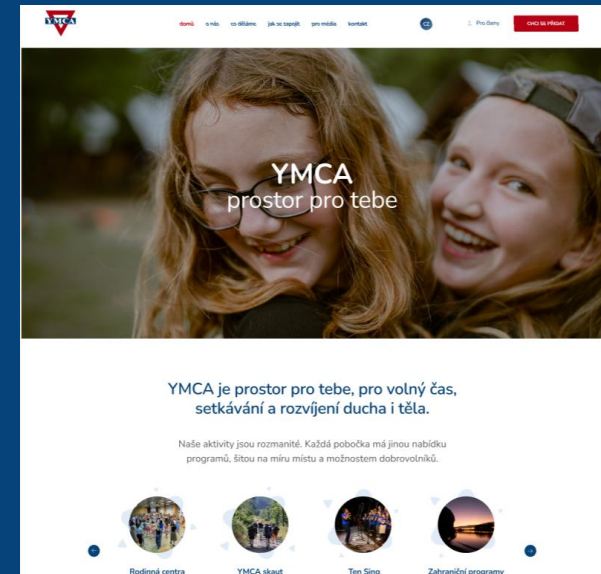 YMCA
domů o nás co děláme jak se zapojit pro média kontakt CZ Pro členy CHCI SE PŘIDAT
YMCA
prostor pro tebe
YMCA je prostor pro tebe, pro volný čas,
setkávání a rozvíjení ducha i těla.
Naše aktivity jsou rozmanité. Každá pobočka má jinou nabídku
programů, šitou na míru místu a možnostem dobrovolníků.
Rodinná centra YMCA skaut Ten Sing Zahraniční programy